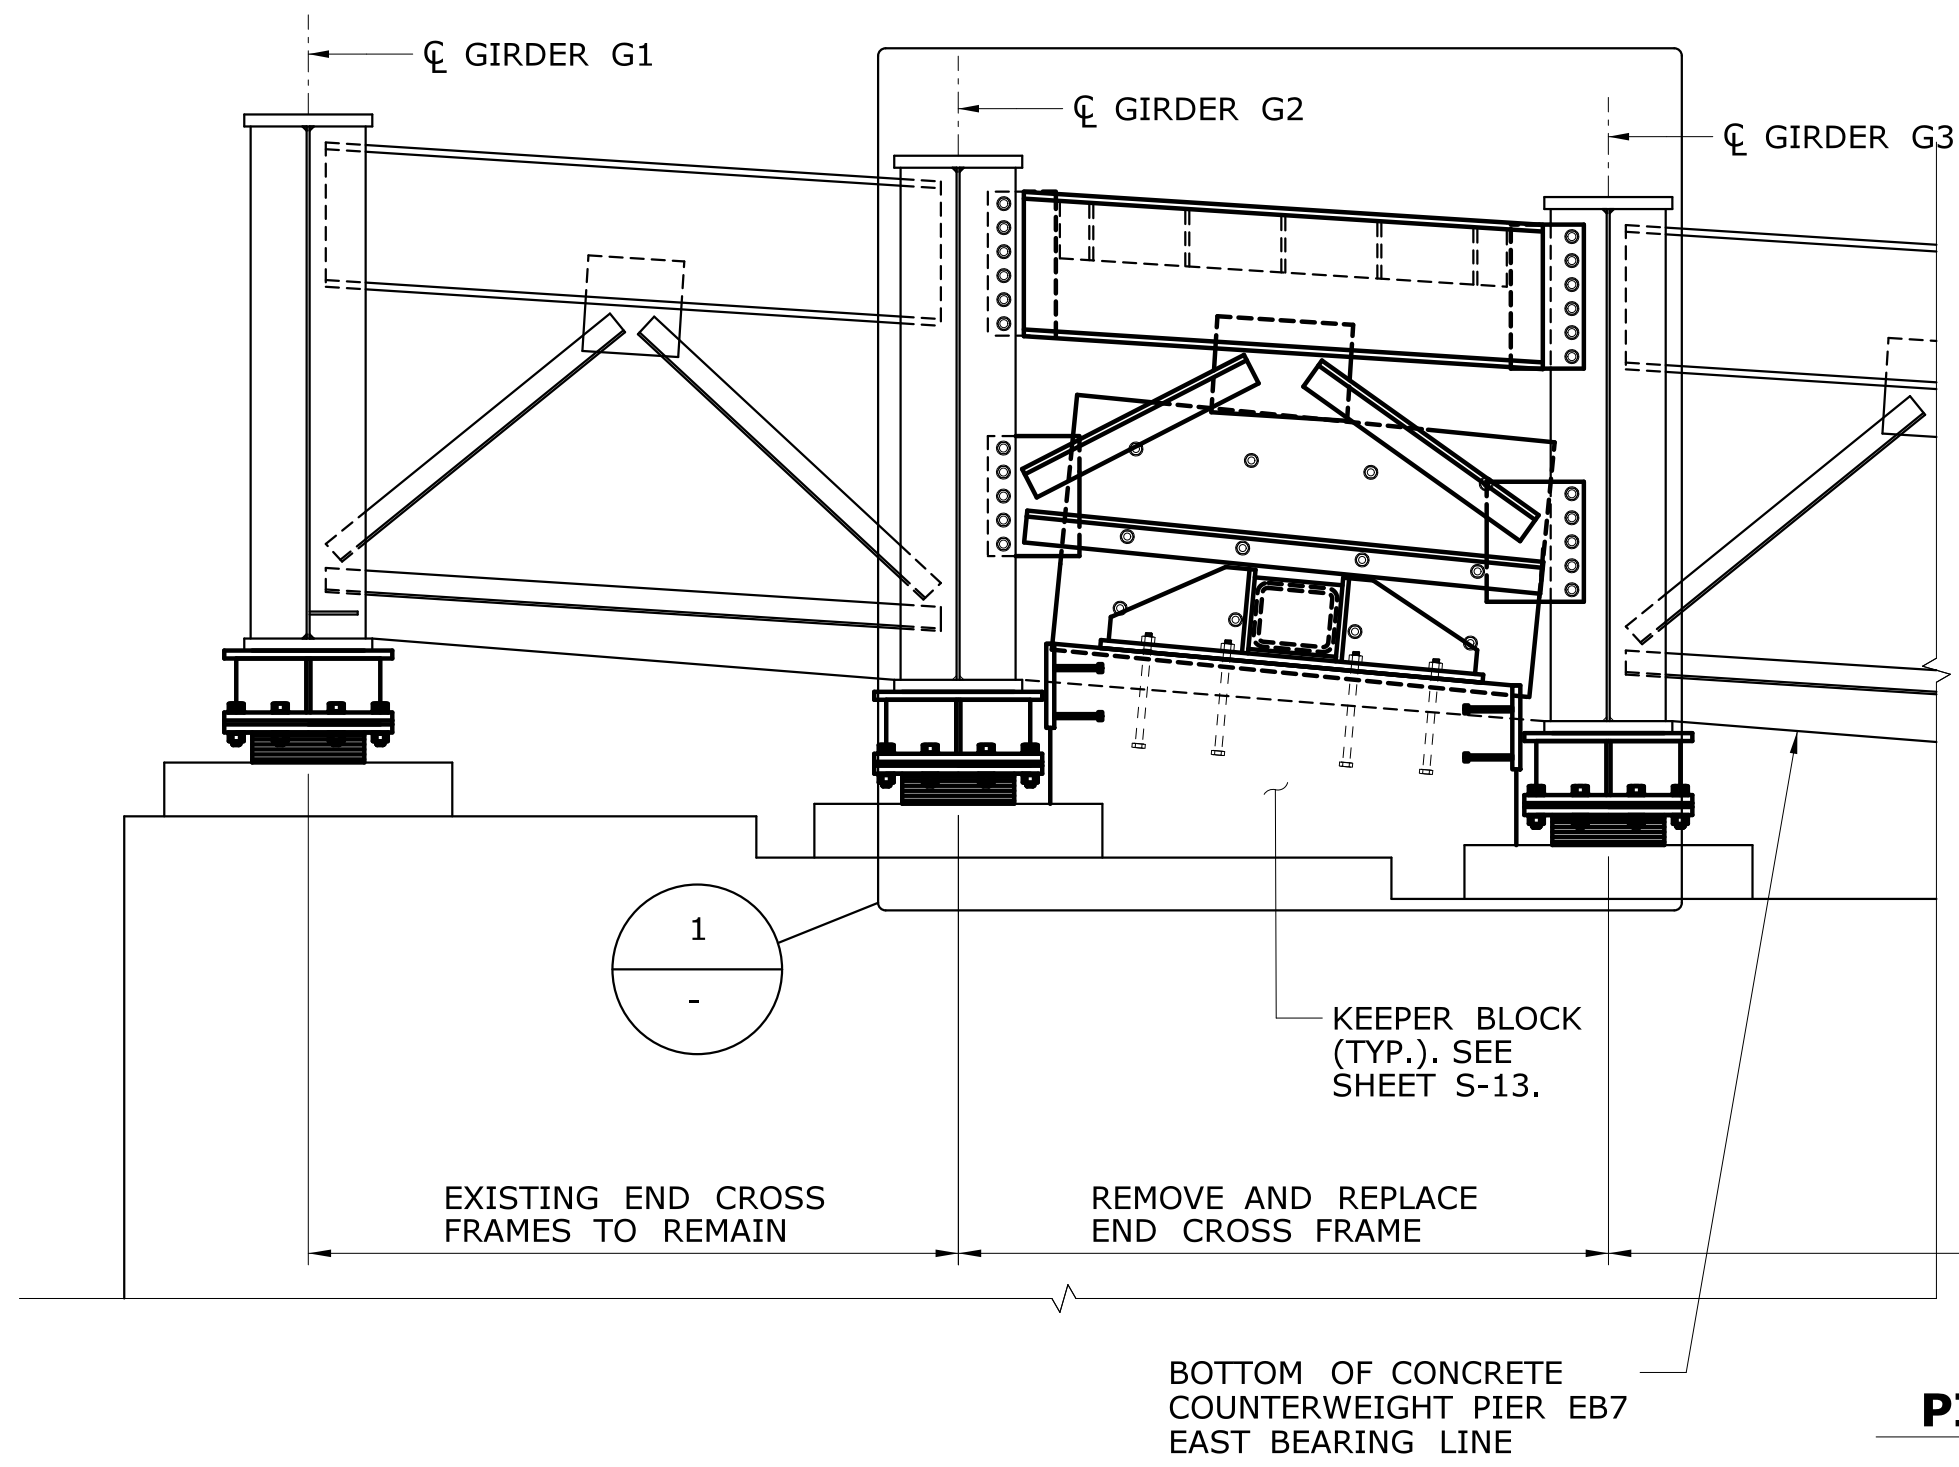 ℄ GIRDER G1
℄ GIRDER G2
℄ GIRDER G3
1
-
KEEPER BLOCK
(TYP.). SEE
SHEET S-13.
EXISTING END CROSS
FRAMES TO REMAIN
REMOVE AND REPLACE
END CROSS FRAME
BOTTOM OF CONCRETE
COUNTERWEIGHT PIER EB7
EAST BEARING LINE